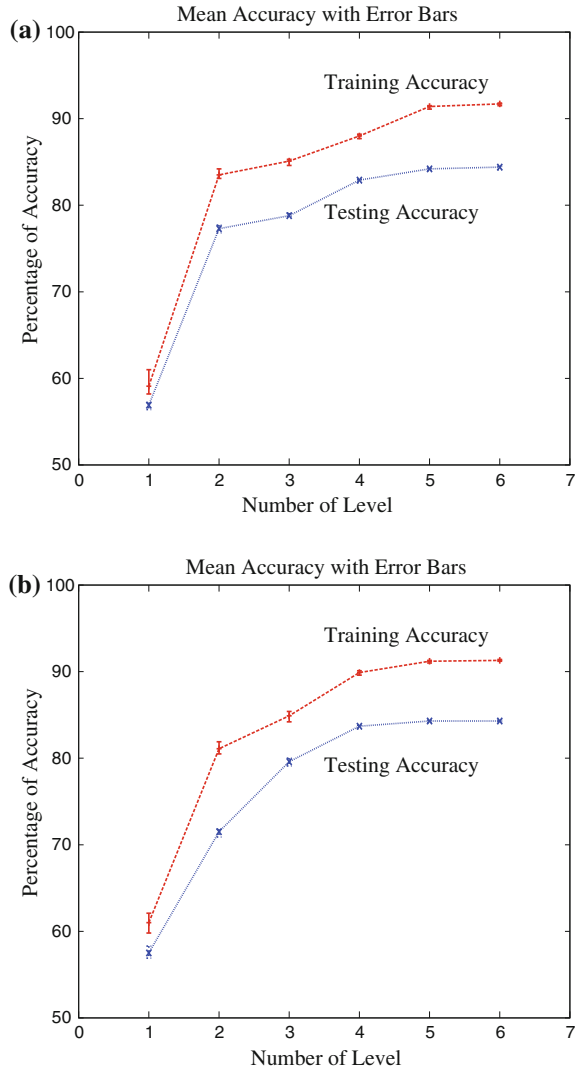 (a)
Mean Accuracy with Error Bars
100
90
80
70
60
50
Percentage of Accuracy
Training Accuracy
Testing Accuracy
0 1 2 3 4 5 6 7
Number of Level
(b)
Mean Accuracy with Error Bars
100
90
80
70
60
50
Percentage of Accuracy
Training Accuracy
Testing Accuracy
0 1 2 3 4 5 6 7
Number of Level